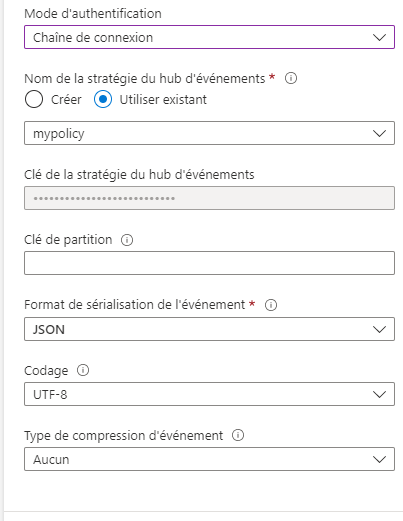 Mode d'authentification
Chaîne de connexion
Nom de la stratégie du hub d'événements *
Créer Utiliser existant
mypolicy
Clé de la stratégie du hub d'événements
•••••••••••••••••••••••••••
Clé de partition
Format de sérialisation de l'événement *
JSON
Codage
UTF-8
Type de compression d'événement
Aucun